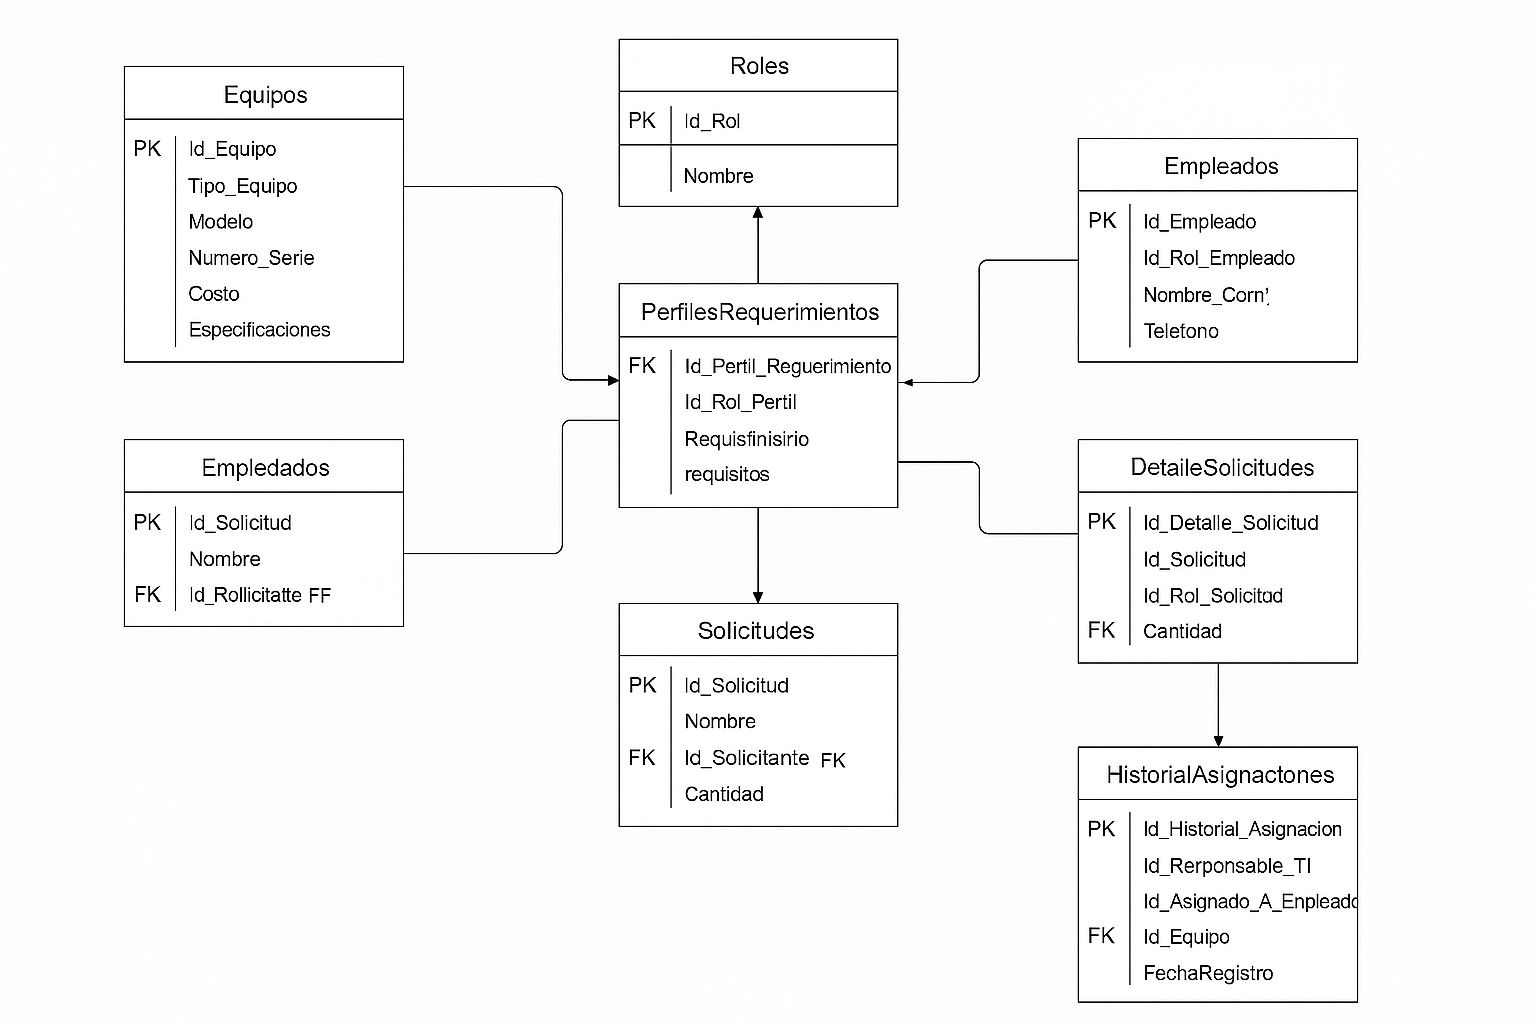 Equipos
PK Id_Equipo
Tipo_Equipo
Modelo
Numero_Serie
Costo
Especificaciones
Roles
PK Id_Rol
Nombre
Empleados
PK Id_Empleado
Id_Rol_Empleado
Nombre_Corn'
Teletono
PerfilesRequerimientos
FK Id_Pertil_Reguerimiento
Id_Rol_Pertil
Requisfinisirio
requisitos
Empledados
PK Id_Solicitud
Nombre
FK Id_Rollicitatte FF
DetaileSolicitudes
PK Id_Detalle_Solicitud
Id_Solicitud
Id_Rol_Solicitud
FK Cantidad
Solicitudes
PK Id_Solicitud
Nombre
FK Id_Solicitante FK
Cantidad
HistorialAsignactones
PK Id_Historial_Asignacion
Id_Rerponsable_TI
Id_Asignado_A_Enpleado
FK Id_Equipo
FechaRegistro